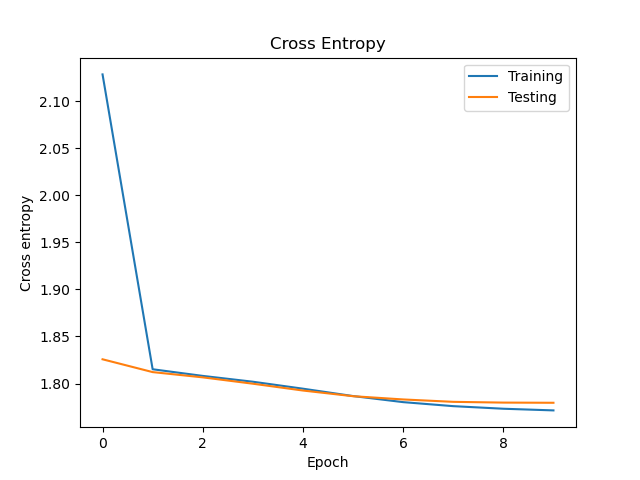 Cross Entropy
Training
Testing
2.10
2.05
2.00
1.95
1.90
1.85
1.80
Cross entropy
0 2 4 6 8
Epoch